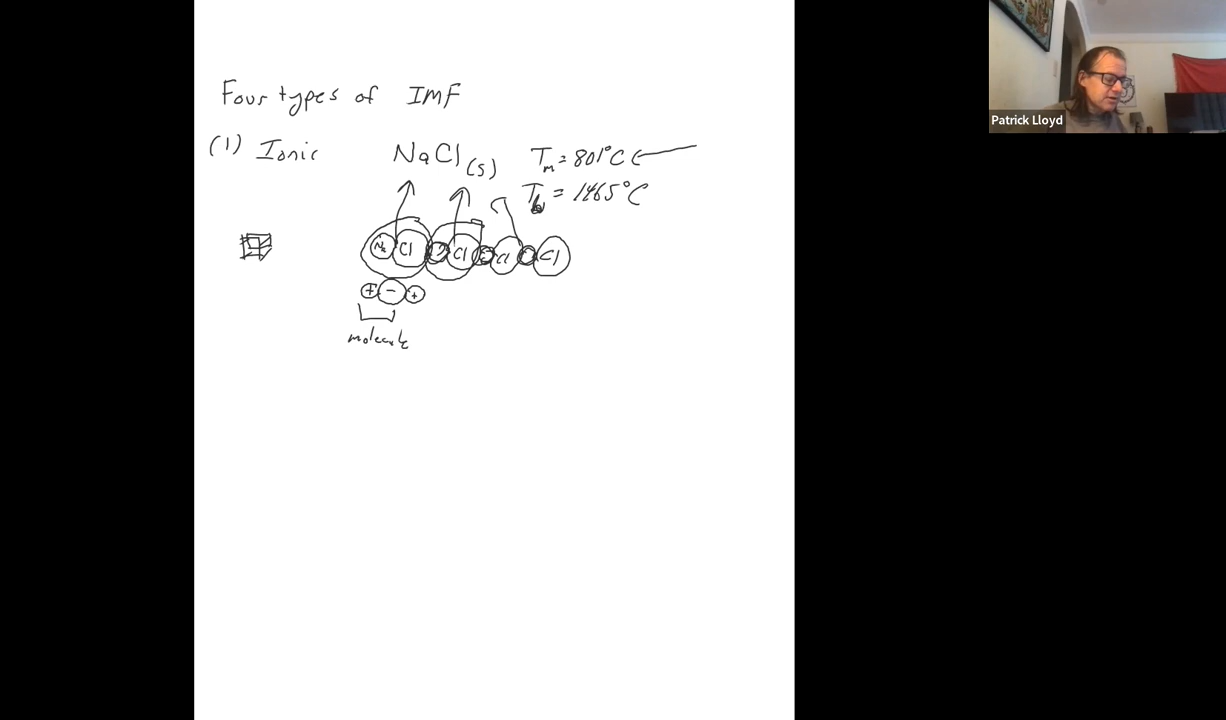 Four types of IMF
(1) Ionic NaCl(s) Tm = 801°C
Tb = 1465°C
Na Cl Cl Cl Cl
+ - +
molecule
Patrick Lloyd